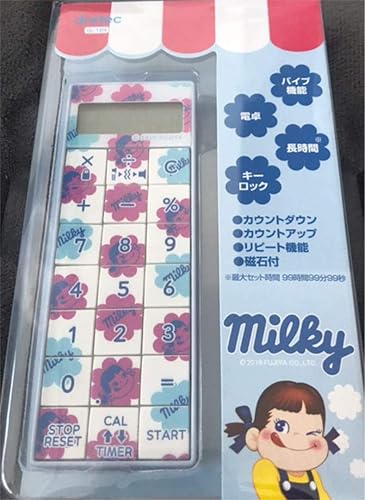 dretec
バイブ
機能
電卓
※
長時間
キー
ロック
●カウントダウン
●カウントアップ
●リピート機能
●磁石付
※最大セット時間 99時間99分99秒
milky
© 2019 FUJIYA CO.,LTD.
× ÷ C
+ - %
7 8 9
4 5 6
1 2 3
0 . =
STOP
RESET
CAL
TIMER
START